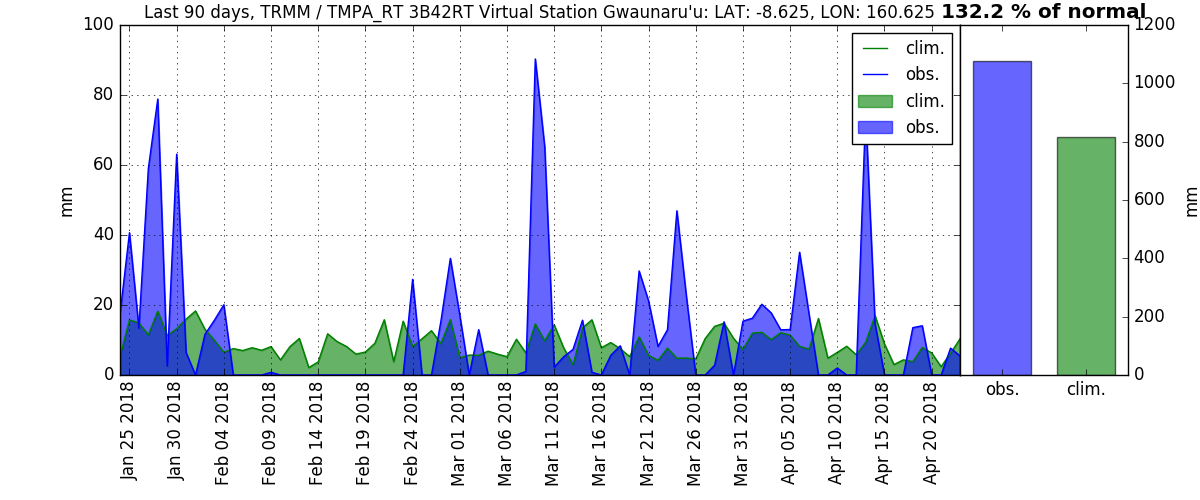 Last 90 days, TRMM / TMPA_RT 3B42RT Virtual Station Gwaunaru'u: LAT: -8.625, LON: 160.625 132.2 % of normal
100
80
60
40
20
0
mm
clim.
obs.
clim.
obs.
1200
1000
800
600
400
200
0
mm
Jan 25 2018
Jan 30 2018
Feb 04 2018
Feb 09 2018
Feb 14 2018
Feb 19 2018
Feb 24 2018
Mar 01 2018
Mar 06 2018
Mar 11 2018
Mar 16 2018
Mar 21 2018
Mar 26 2018
Mar 31 2018
Apr 05 2018
Apr 10 2018
Apr 15 2018
Apr 20 2018
obs.
clim.